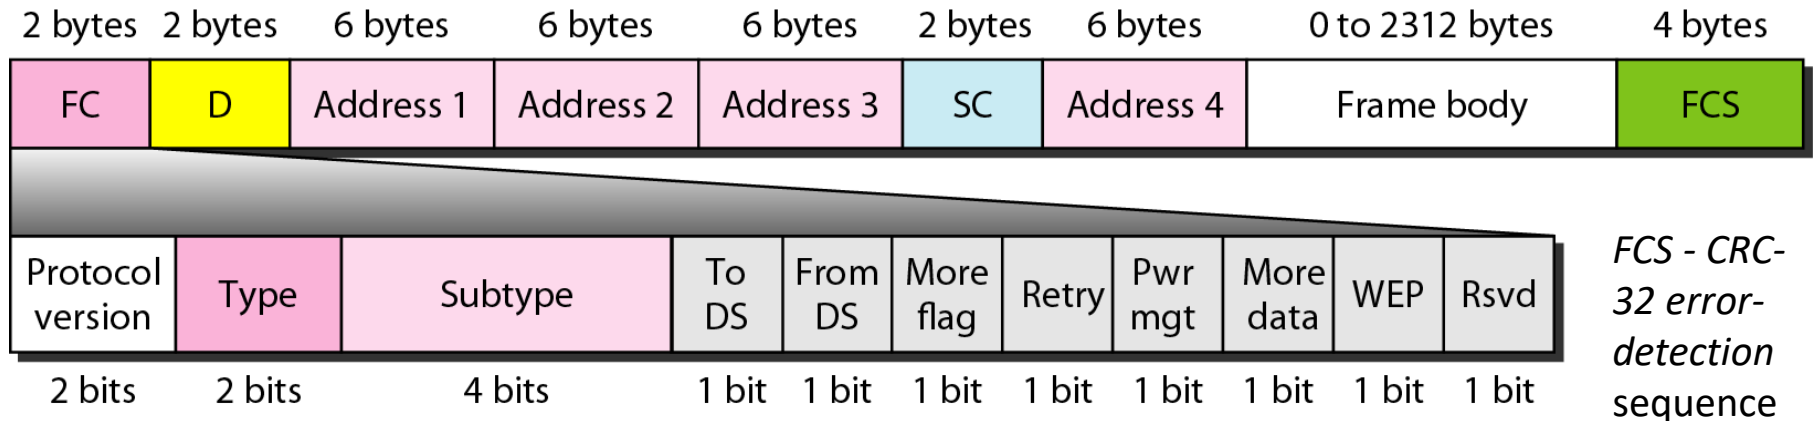 2 bytes 2 bytes 6 bytes 6 bytes 6 bytes 2 bytes 6 bytes 0 to 2312 bytes 4 bytes
FC D Address 1 Address 2 Address 3 SC Address 4 Frame body FCS
Protocol version Type Subtype To DS From DS More flag Retry Pwr mgt More data WEP Rsvd
2 bits 2 bits 4 bits 1 bit 1 bit 1 bit 1 bit 1 bit 1 bit 1 bit 1 bit
FCS - CRC-
32 error-
detection
sequence